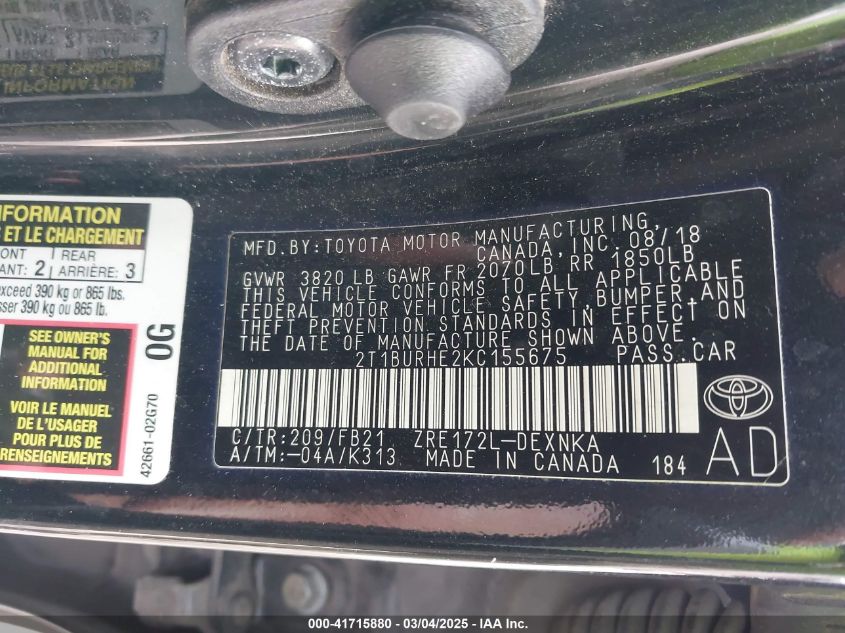 NFORMATION
S ET LE CHARGEMENT
ONT
REAR
ANT: 2
ARRIÈRE: 3
exceed 390 kg or 865 lbs.
sser 390 kg ou 865 lb.
SEE OWNER'S
MANUAL FOR
ADDITIONAL
INFORMATION
VOIR LE MANUEL
DE L'USAGER
POUR PLUS DE
RENSEIGNEMENTS
42661-02G70
0G
MFD.BY:TOYOTA MOTOR MANUFACTURING,
CANADA, INC. 08/18
GVWR 3820 LB GAWR FR 2070LB RR 1850LB
THIS VEHICLE CONFORMS TO ALL APPLICABLE
FEDERAL MOTOR VEHICLE SAFETY, BUMPER, AND
THEFT PREVENTION STANDARDS IN EFFECT ON
THE DATE OF MANUFACTURE SHOWN ABOVE.
2T1BURHE2KC155675 PASS.CAR
C/TR:209/FB21 ZRE172L-DEXNKA
A/TM:-04A/K313 MADE IN CANADA 184
AD
000-41715880 - 03/04/2025 - IAA Inc.